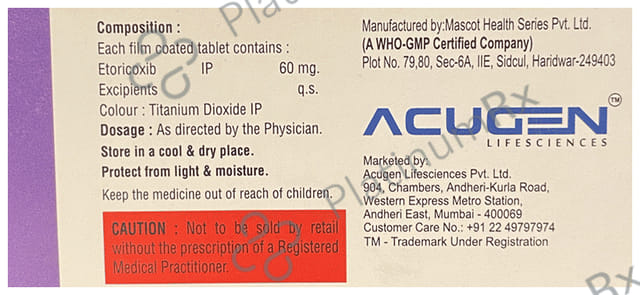 Composition :
Each film coated tablet contains :
Etoricoxib IP 60 mg.
Excipients q.s.
Colour : Titanium Dioxide IP
Dosage : As directed by the Physician.
Store in a cool & dry place.
Protect from light & moisture.
Keep the medicine out of reach of children.
CAUTION : Not to be sold by retail
without the prescription of a Registered
Medical Practitioner.
Manufactured by:Mascot Health Series Pvt. Ltd.
(A WHO-GMP Certified Company)
Plot No. 79,80, Sec-6A, IIE, Sidcul, Haridwar-249403
ACUGEN TM
LIFESCIENCES
Marketed by:
Acugen Lifesciences Pvt. Ltd.
904, Chambers, Andheri-Kurla Road,
Western Express Metro Station,
Andheri East, Mumbai - 400069
Customer Care No.: +91 22 49797974
TM - Trademark Under Registration
PlatinumRx
PlatinumRx